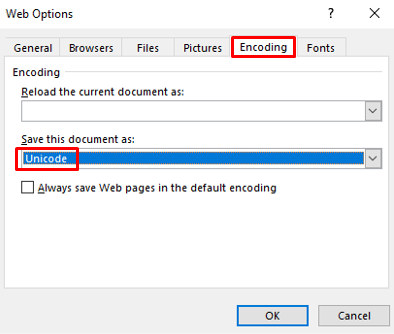 Web Options ? ×
General Browsers Files Pictures Encoding Fonts
Encoding
Reload the current document as:
Save this document as:
Unicode
Always save Web pages in the default encoding
OK Cancel